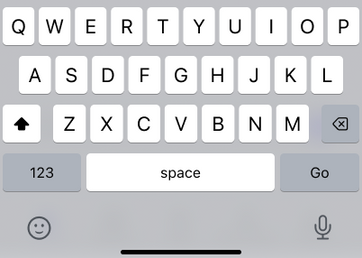 Q W E R T Y U I O P
A S D F G H J K L
Z X C V B N M
123 space Go